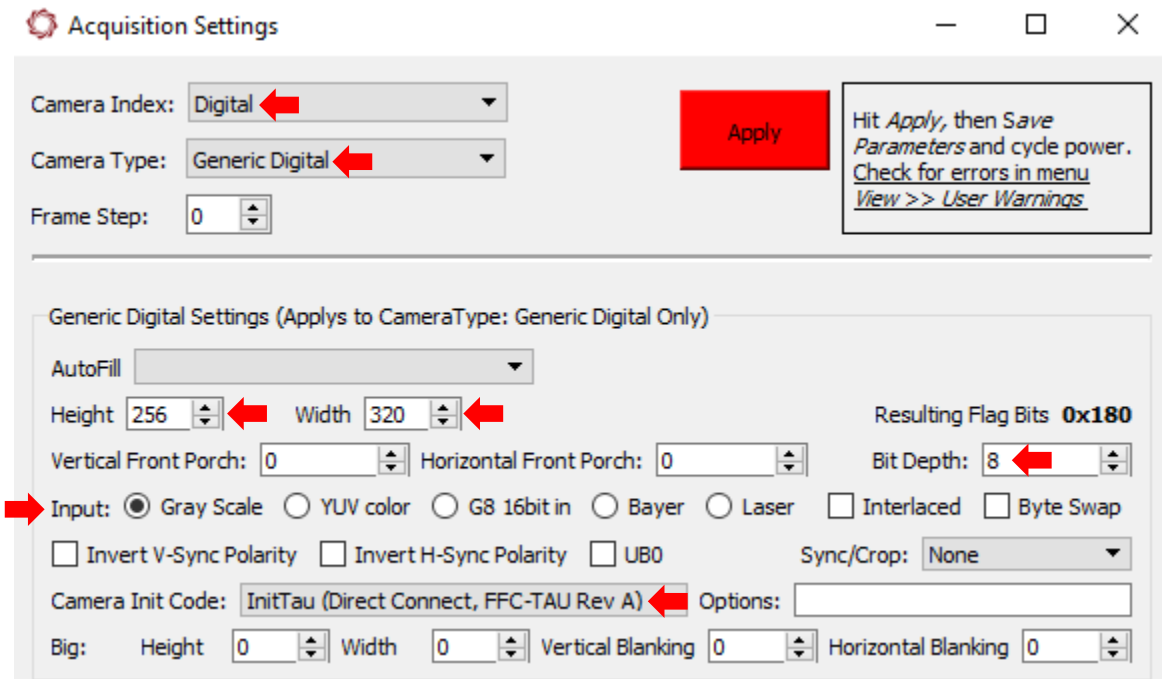 Acquisition Settings
Camera Index: Digital
Apply
Hit Apply, then Save
Parameters and cycle power.
Check for errors in menu
View >> User Warnings
Camera Type: Generic Digital
Frame Step: 0
Generic Digital Settings (Applys to CameraType: Generic Digital Only)
AutoFill
Height 256 Width 320 Resulting Flag Bits 0x180
Vertical Front Porch: 0 Horizontal Front Porch: 0 Bit Depth: 8
Input: Gray Scale YUV color G8 16bit in Bayer Laser Interlaced Byte Swap
Invert V-Sync Polarity Invert H-Sync Polarity UB0 Sync/Crop: None
Camera Init Code: InitTau (Direct Connect, FFC-TAU Rev A) Options:
Big: Height 0 Width 0 Vertical Blanking 0 Horizontal Blanking 0